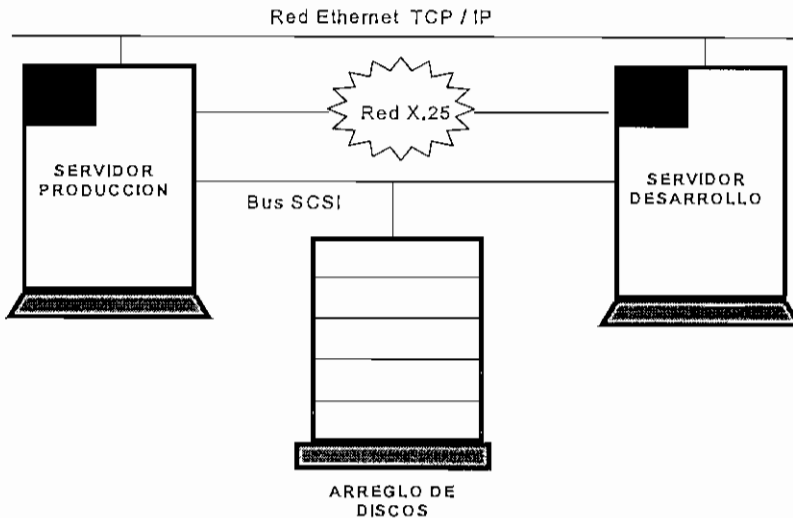 Red Ethernet TCP / IP
Red X.25
SERVIDOR
PRODUCCION
SERVIDOR
DESARROLLO
Bus SCSI
ARREGLO DE
DISCOS